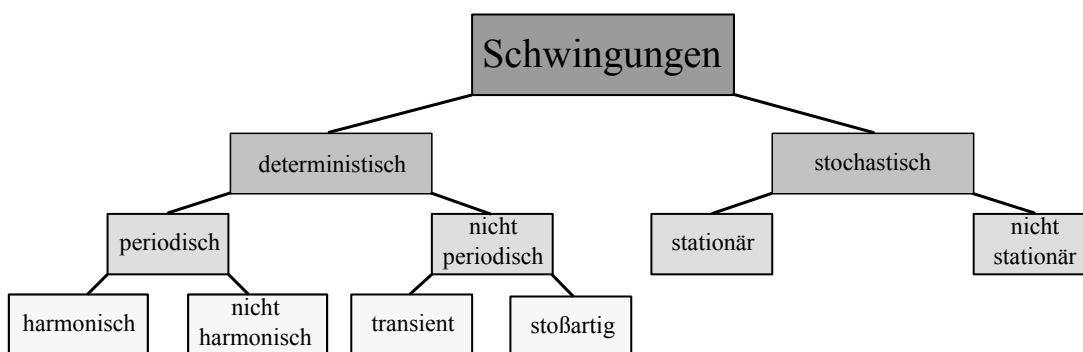 Schwingungen
deterministisch
stochastisch
periodisch
nicht
periodisch
stationär
nicht
stationär
harmonisch
nicht
harmonisch
transient
stoßartig